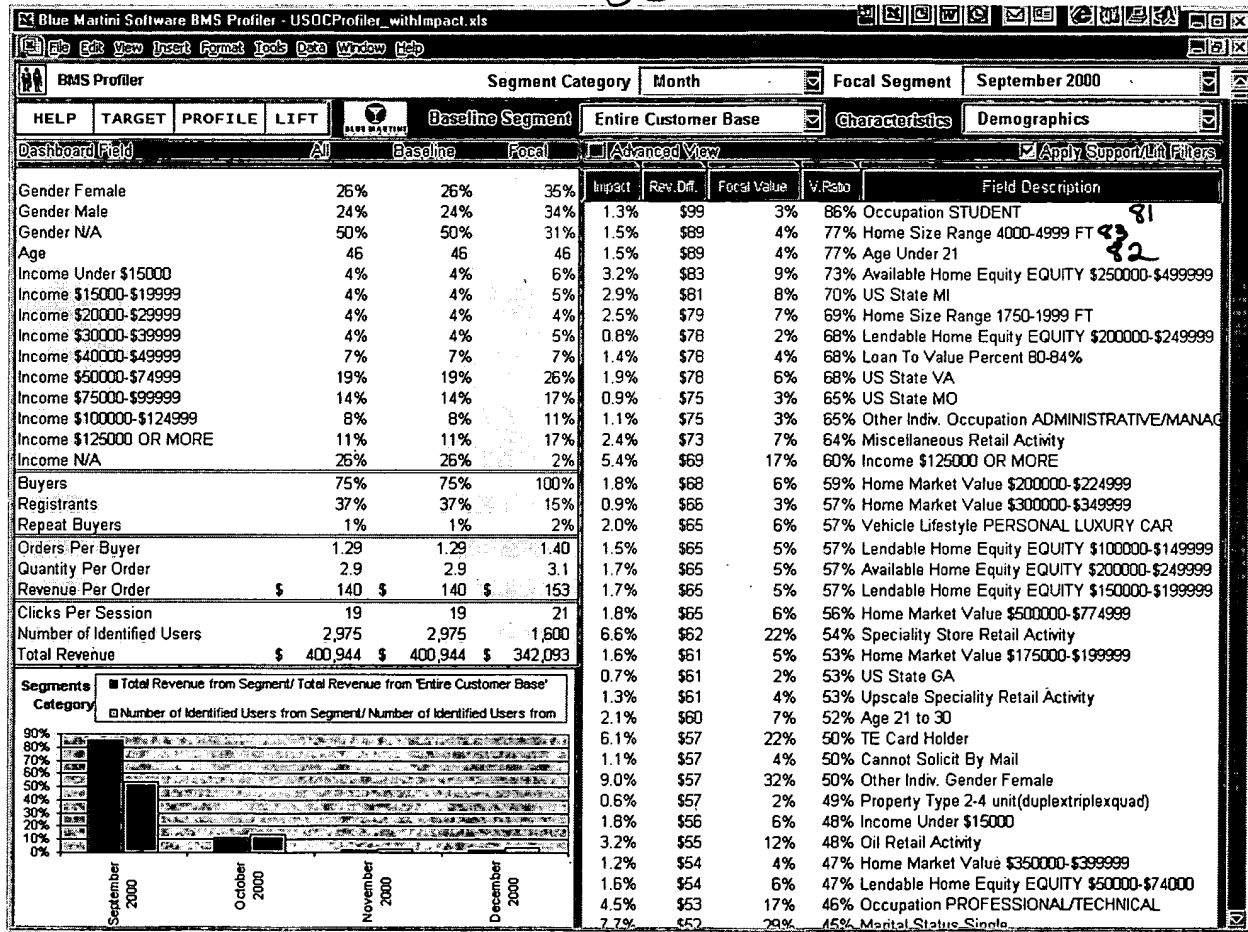 Blue Martini Software BMS Profiler - USOCProfiler_withImpact.xls
File Edit View Insert Format Tools Data Window Help
BMS Profiler Segment Category Month Focal Segment September 2000
HELP TARGET PROFILE LIFT BLUE MARTINI Baseline Segment Entire Customer Base Characteristics Demographics
Dashboard Field All Baseline Focal
Gender Female 26% 26% 35%
Gender Male 24% 24% 34%
Gender N/A 50% 50% 31%
Age 46 46 46
Income Under $15000 4% 4% 6%
Income $15000-$19999 4% 4% 5%
Income $20000-$29999 4% 4% 4%
Income $30000-$39999 4% 4% 5%
Income $40000-$49999 7% 7% 7%
Income $50000-$74999 19% 19% 26%
Income $75000-$99999 14% 14% 17%
Income $100000-$124999 8% 8% 11%
Income $125000 OR MORE 11% 11% 17%
Income N/A 26% 26% 2%
Buyers 75% 75% 100%
Registrants 37% 37% 15%
Repeat Buyers 1% 1% 2%
Orders Per Buyer 1.29 1.29 1.40
Quantity Per Order 2.9 2.9 3.1
Revenue Per Order $ 140 $ 140 $ 153
Clicks Per Session 19 19 21
Number of Identified Users 2,975 2,975 1,600
Total Revenue $ 400,944 $ 400,944 $ 342,093
Segments Category
Total Revenue from Segment/ Total Revenue from 'Entire Customer Base'
Number of Identified Users from Segment/ Number of Identified Users from
90%
80%
70%
60%
50%
40%
30%
20%
10%
0%
September 2000
October 2000
November 2000
December 2000
Advanced View Apply Support/Lift Filters
Impact Rev.Diff. Focal Value V.Ratio Field Description
1.3% $99 3% 86% Occupation STUDENT 81
1.5% $89 4% 77% Home Size Range 4000-4999 FT 83
1.5% $89 4% 77% Age Under 21 82
3.2% $83 9% 73% Available Home Equity EQUITY $250000-$499999
2.9% $81 8% 70% US State MI
2.5% $79 7% 69% Home Size Range 1750-1999 FT
0.8% $78 2% 68% Lendable Home Equity EQUITY $200000-$249999
1.4% $78 4% 68% Loan To Value Percent 80-84%
1.9% $78 6% 68% US State VA
0.9% $75 3% 65% US State MO
1.1% $75 3% 65% Other Indiv. Occupation ADMINISTRATIVE/MANAG
2.4% $73 7% 64% Miscellaneous Retail Activity
5.4% $69 17% 60% Income $125000 OR MORE
1.8% $68 6% 59% Home Market Value $200000-$224999
0.9% $66 3% 57% Home Market Value $300000-$349999
2.0% $65 6% 57% Vehicle Lifestyle PERSONAL LUXURY CAR
1.5% $65 5% 57% Lendable Home Equity EQUITY $100000-$149999
1.7% $65 5% 57% Available Home Equity EQUITY $200000-$249999
1.7% $65 5% 57% Lendable Home Equity EQUITY $150000-$199999
1.8% $65 6% 56% Home Market Value $500000-$774999
6.6% $62 22% 54% Speciality Store Retail Activity
1.6% $61 5% 53% Home Market Value $175000-$199999
0.7% $61 2% 53% US State GA
1.3% $61 4% 53% Upscale Speciality Retail Activity
2.1% $60 7% 52% Age 21 to 30
6.1% $57 22% 50% TE Card Holder
1.1% $57 4% 50% Cannot Solicit By Mail
9.0% $57 32% 50% Other Indiv. Gender Female
0.6% $57 2% 49% Property Type 2-4 unit(duplextriplexquad)
1.8% $56 6% 48% Income Under $15000
3.2% $55 12% 48% Oil Retail Activity
1.2% $54 4% 47% Home Market Value $350000-$399999
1.6% $54 6% 47% Lendable Home Equity EQUITY $50000-$74000
4.5% $53 17% 46% Occupation PROFESSIONAL/TECHNICAL
7.7% $52 29% 45% Marital Status Single